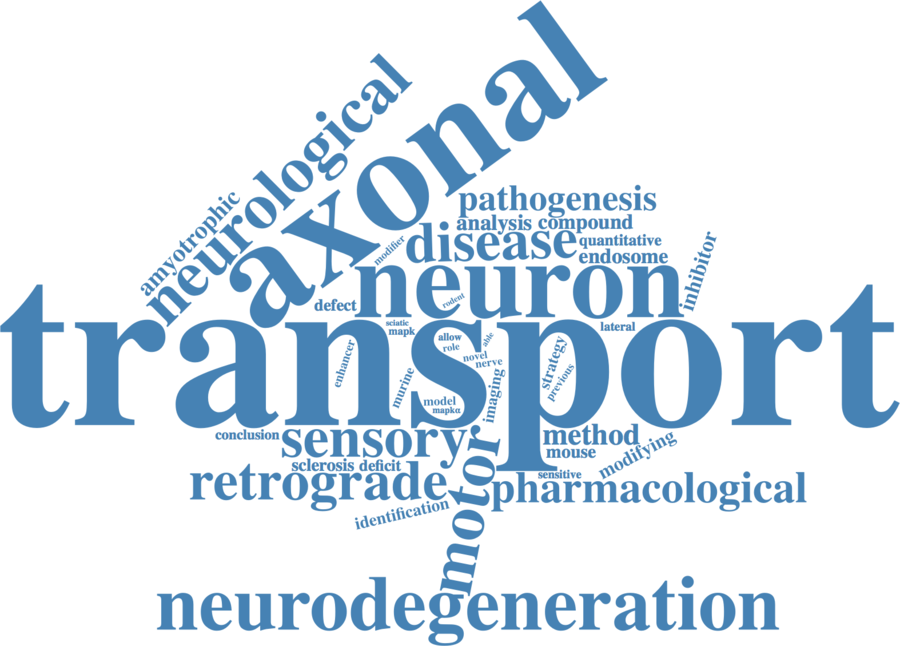 axonal
neurological
amyotrophic
pathogenesis
analysis compound
modifier
disease
quantitative
endosome
inhibitor
neuron
rodent
defect
transport
sciatic
mapk
lateral
allow
role
able
novel
nerve
enhancer
murine
model
mapkα
imaging
strategy
previous
conclusion
sensory
method
mouse
modifying
sclerosis deficit
sensitive
retrograde
motor
pharmacological
identification
neurodegeneration